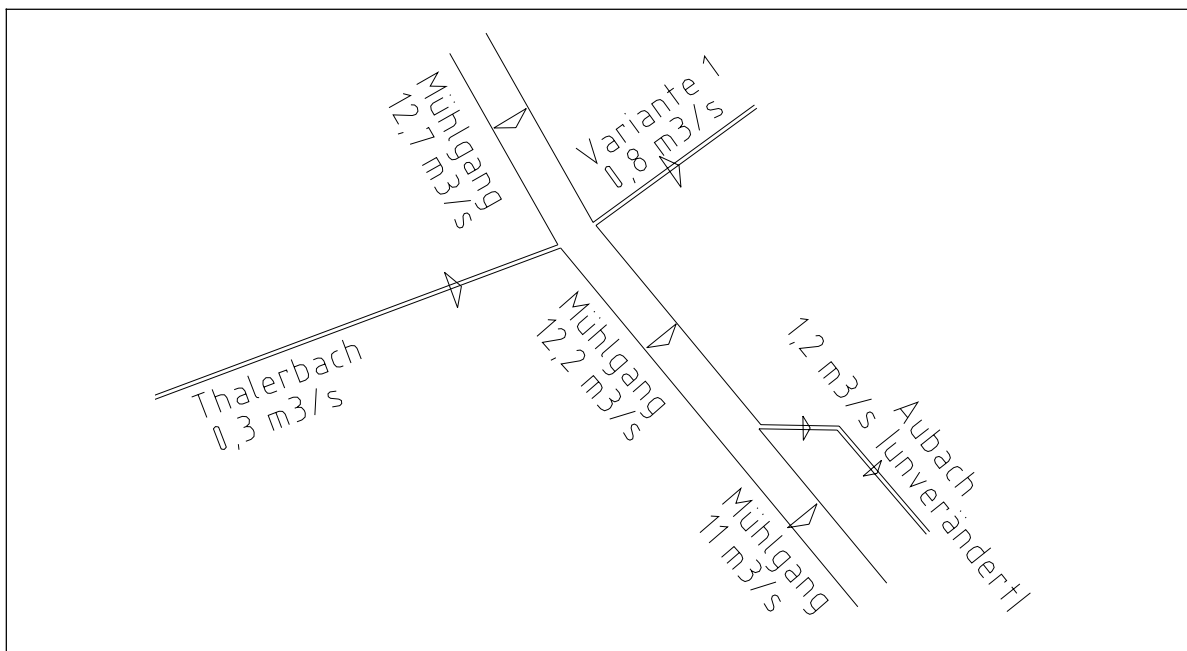 Mühlgang
12,7 m3/s
Variante 1
0,8 m3/s
Thalerbach
0,3 m3/s
Mühlgang
12,2 m3/s
1,2 m3/s
Aubach
(unverändert)
Mühlgang
11 m3/s